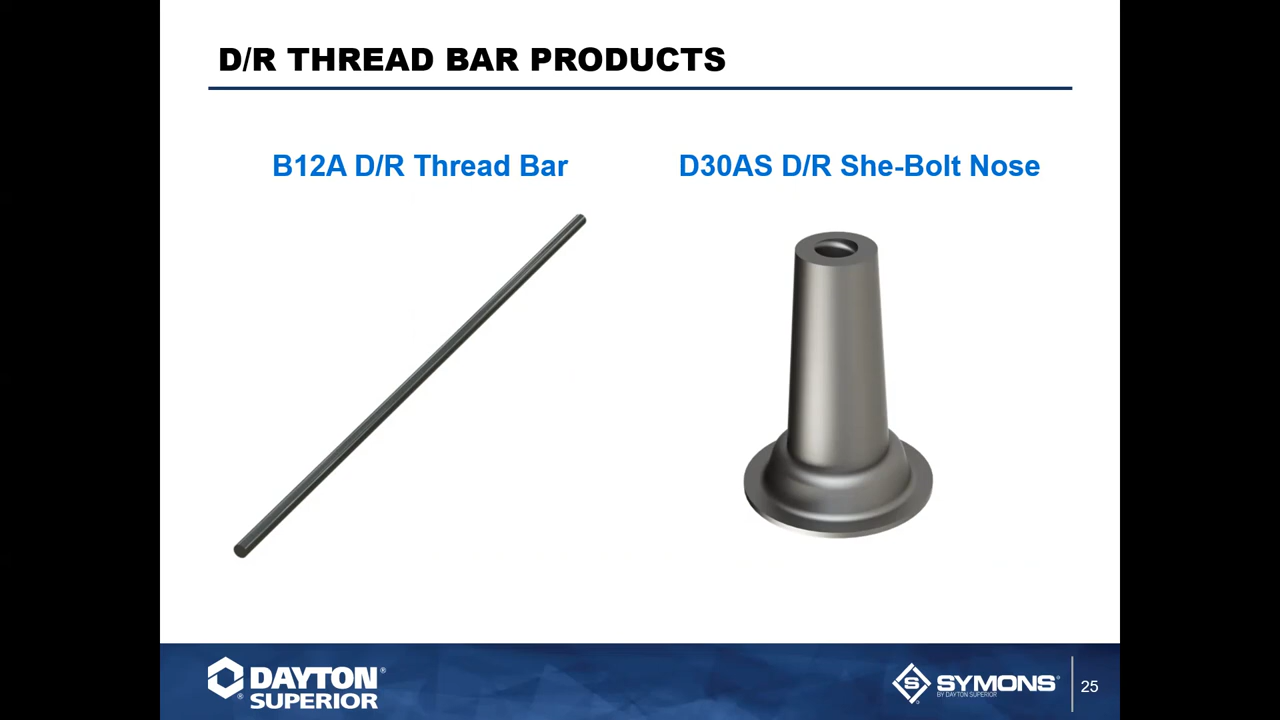 D/R THREAD BAR PRODUCTS
B12A D/R Thread Bar
D30AS D/R She-Bolt Nose
DAYTON®
® SUPERIOR
S SYMONS®
BY DAYTON SUPERIOR
25